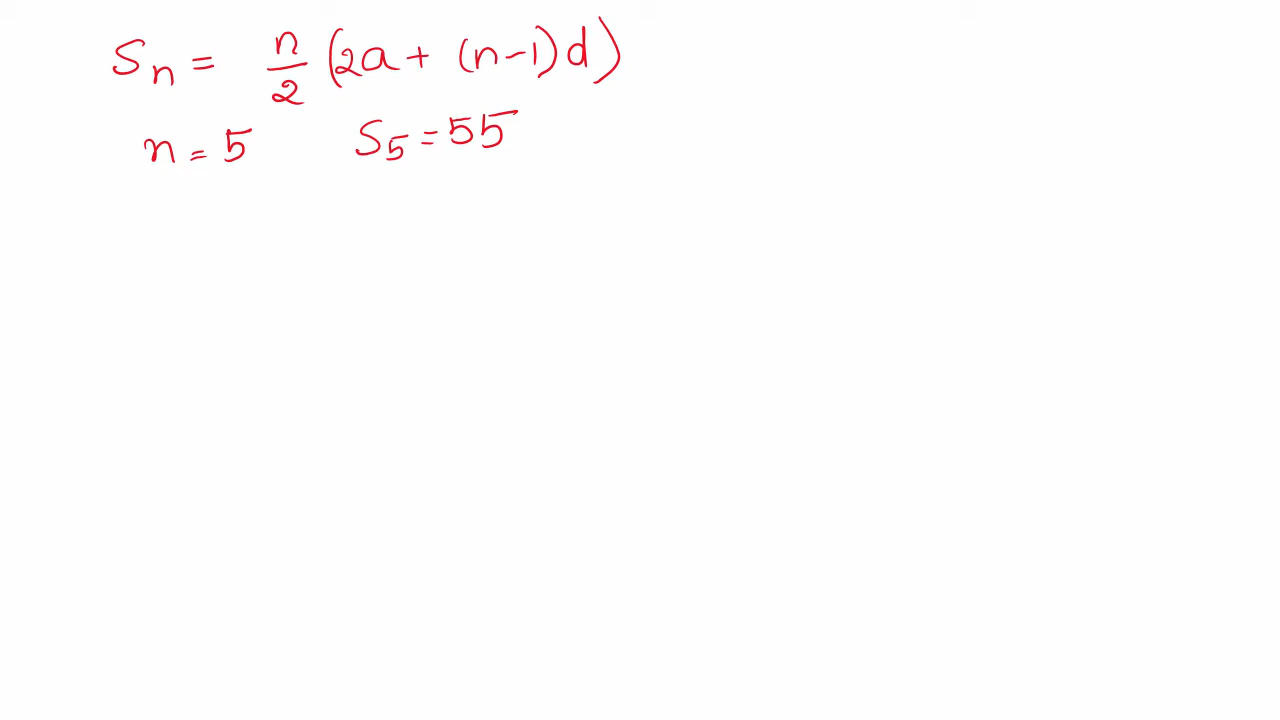 Sn = n/2 (2a + (n-1)d)
n = 5 S5 = 55